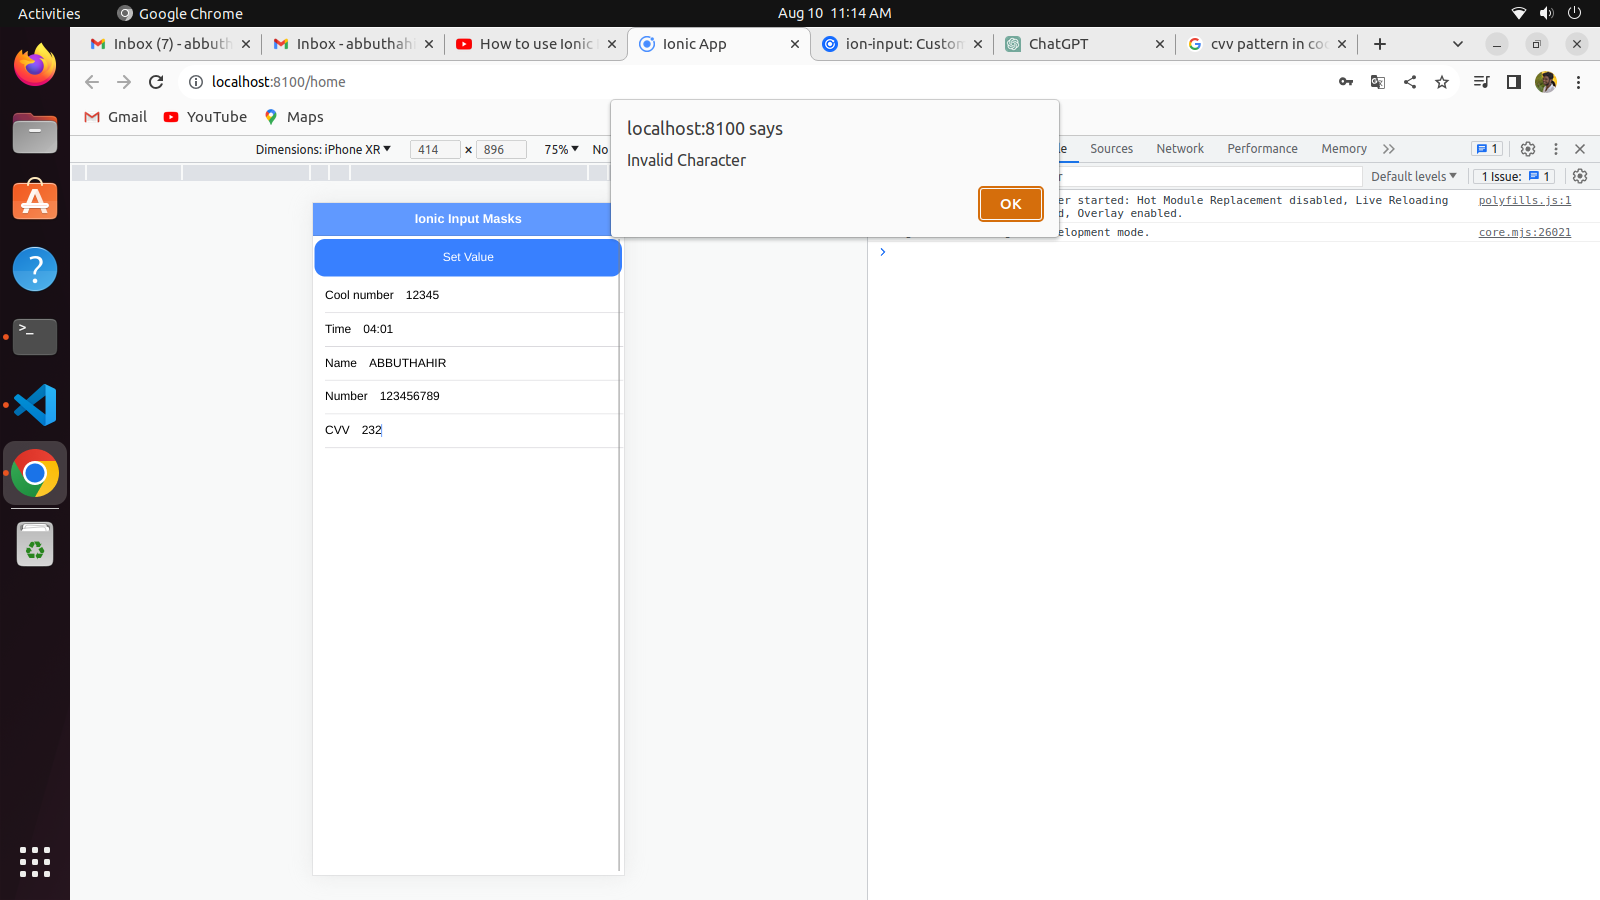 Activities Google Chrome Aug 10 11:14 AM
Inbox (7) - abbuth Inbox - abbuthah How to use Ionic Ionic App ion-input: Custom ChatGPT cvv pattern in co
localhost:8100/home
Gmail YouTube Maps
localhost:8100 says
Invalid Character
OK
Dimensions: iPhone XR 414 × 896 75% No
Sources Network Performance Memory 1
Default levels 1 Issue: 1
er started: Hot Module Replacement disabled, Live Reloading polyfills.js:1
d, Overlay enabled.
elopment mode. core.mjs:26021
Ionic Input Masks
Set Value
Cool number 12345
Time 04:01
Name ABBUTHAHIR
Number 123456789
CVV 232